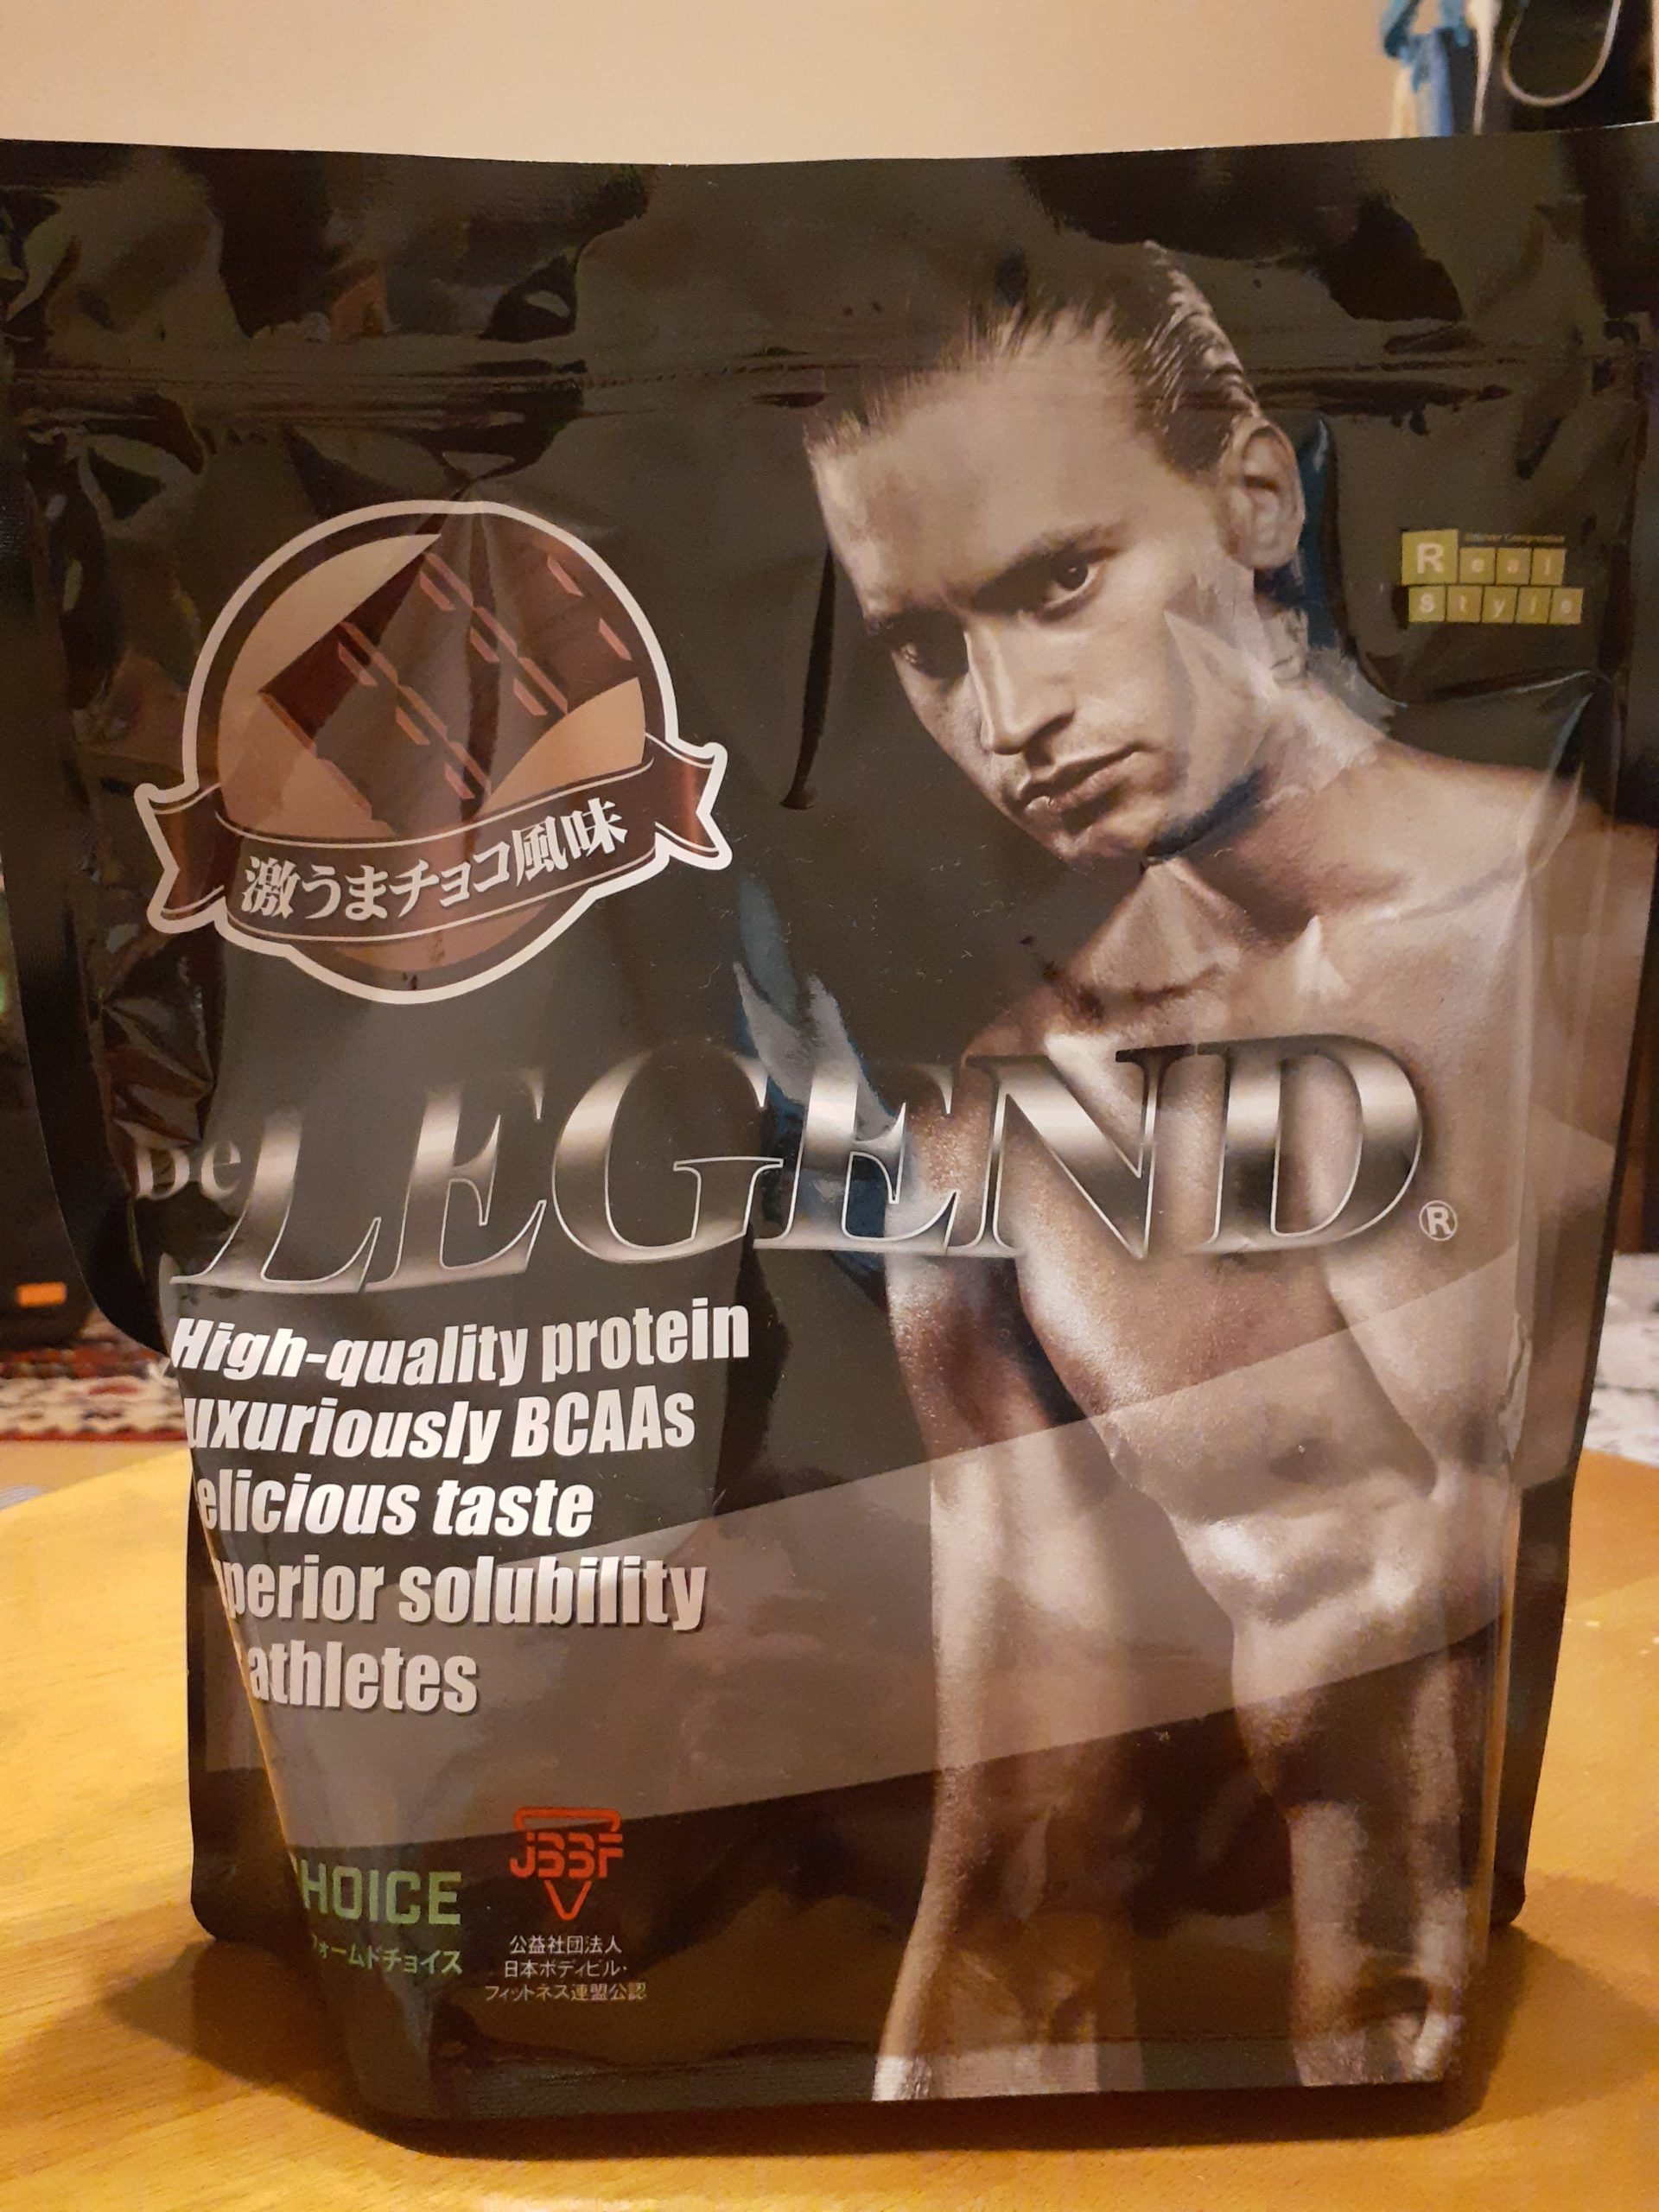 Real
Style
激うまチョコ風味
Be LEGEND®
High-quality protein
uxuriously BCAAs
elicious taste
perior solubility
athletes
JBBF
HOICE
公益社団法人
ォームドチョイス
日本ボディビル・
フィットネス連盟公認